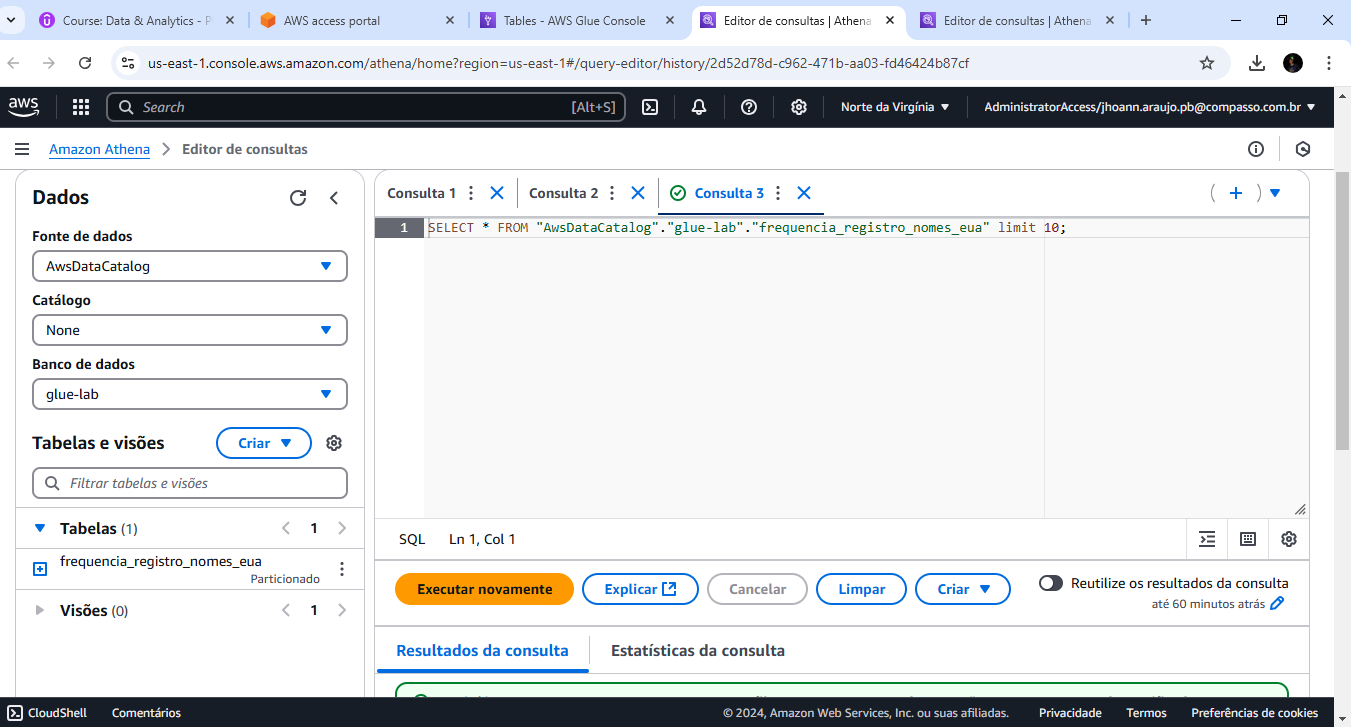 Course: Data & Analytics - P
AWS access portal
Tables - AWS Glue Console
Editor de consultas | Athena
Editor de consultas | Athena
us-east-1.console.aws.amazon.com/athena/home?region=us-east-1#/query-editor/history/2d52d78d-c962-471b-aa03-fd46424b87cf
aws
Search
[Alt+S]
Norte da Virgínia
AdministratorAccess/jhoann.araujo.pb@compasso.com.br
Amazon Athena
Editor de consultas
Dados
Fonte de dados
AwsDataCatalog
Catálogo
None
Banco de dados
glue-lab
Tabelas e visões
Criar
Filtrar tabelas e visões
Tabelas (1)
1
frequencia_registro_nomes_eua
Particionado
Visões (0)
1
Consulta 1
Consulta 2
Consulta 3
1
SELECT * FROM "AwsDataCatalog"."glue-lab"."frequencia_registro_nomes_eua" limit 10;
SQL
Ln 1, Col 1
Executar novamente
Explicar
Cancelar
Limpar
Criar
Reutilize os resultados da consulta
até 60 minutos atrás
Resultados da consulta
Estatísticas da consulta
CloudShell
Comentários
© 2024, Amazon Web Services, Inc. ou suas afiliadas.
Privacidade
Termos
Preferências de cookies